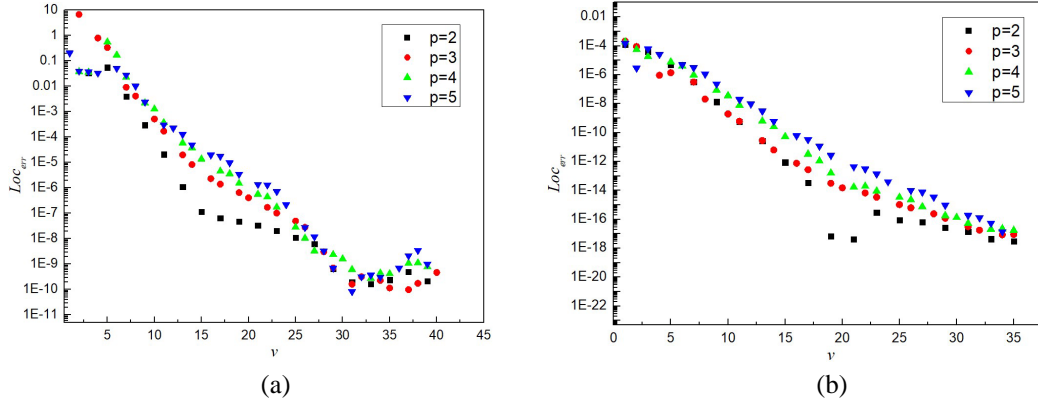 (a)
10
1
0.1
0.01
1E-3
1E-4
1E-5
1E-6
1E-7
1E-8
1E-9
1E-10
1E-11
Loc_err
5 10 15 20 25 30 35 40 45
v
p=2
p=3
p=4
p=5
(b)
0.01
1E-4
1E-6
1E-8
1E-10
1E-12
1E-14
1E-16
1E-18
1E-20
1E-22
Loc_err
0 5 10 15 20 25 30 35
v
p=2
p=3
p=4
p=5
(a) (b)